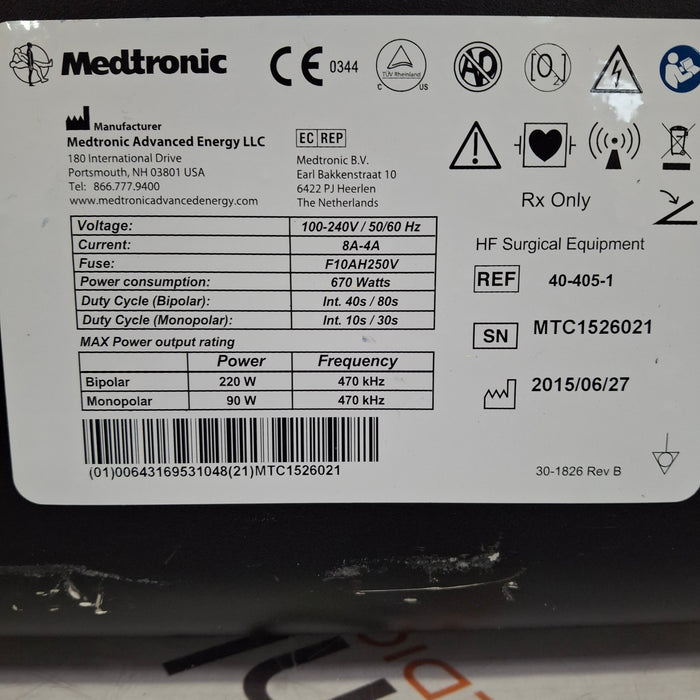 Medtronic
CE 0344
TÜV Rheinland
C US
AP
[O₂]
Manufacturer
Medtronic Advanced Energy LLC
180 International Drive
Portsmouth, NH 03801 USA
Tel: 866.777.9400
www.medtronicadvancedenergy.com
EC REP
Medtronic B.V.
Earl Bakkenstraat 10
6422 PJ Heerlen
The Netherlands
Rx Only
Voltage: 100-240V / 50/60 Hz
Current: 8A-4A
Fuse: F10AH250V
Power consumption: 670 Watts
Duty Cycle (Bipolar): Int. 40s / 80s
Duty Cycle (Monopolar): Int. 10s / 30s
MAX Power output rating
Power Frequency
Bipolar 220 W 470 kHz
Monopolar 90 W 470 kHz
(01)00643169531048(21)MTC1526021
HF Surgical Equipment
REF 40-405-1
SN MTC1526021
2015/06/27
30-1826 Rev B